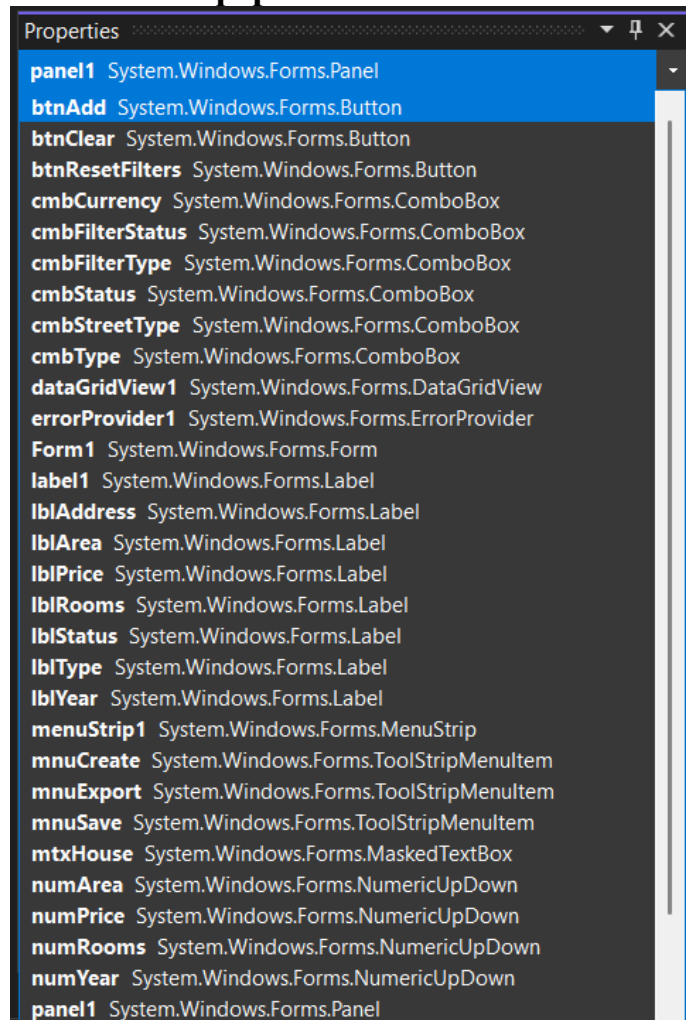 Properties
panel1 System.Windows.Forms.Panel
btnAdd System.Windows.Forms.Button
btnClear System.Windows.Forms.Button
btnResetFilters System.Windows.Forms.Button
cmbCurrency System.Windows.Forms.ComboBox
cmbFilterStatus System.Windows.Forms.ComboBox
cmbFilterType System.Windows.Forms.ComboBox
cmbStatus System.Windows.Forms.ComboBox
cmbStreetType System.Windows.Forms.ComboBox
cmbType System.Windows.Forms.ComboBox
dataGridView1 System.Windows.Forms.DataGridView
errorProvider1 System.Windows.Forms.ErrorProvider
Form1 System.Windows.Forms.Form
label1 System.Windows.Forms.Label
lblAddress System.Windows.Forms.Label
lblArea System.Windows.Forms.Label
lblPrice System.Windows.Forms.Label
lblRooms System.Windows.Forms.Label
lblStatus System.Windows.Forms.Label
lblType System.Windows.Forms.Label
lblYear System.Windows.Forms.Label
menuStrip1 System.Windows.Forms.MenuStrip
mnuCreate System.Windows.Forms.ToolStripMenuItem
mnuExport System.Windows.Forms.ToolStripMenuItem
mnuSave System.Windows.Forms.ToolStripMenuItem
mtxHouse System.Windows.Forms.MaskedTextBox
numArea System.Windows.Forms.NumericUpDown
numPrice System.Windows.Forms.NumericUpDown
numRooms System.Windows.Forms.NumericUpDown
numYear System.Windows.Forms.NumericUpDown
panel1 System.Windows.Forms.Panel